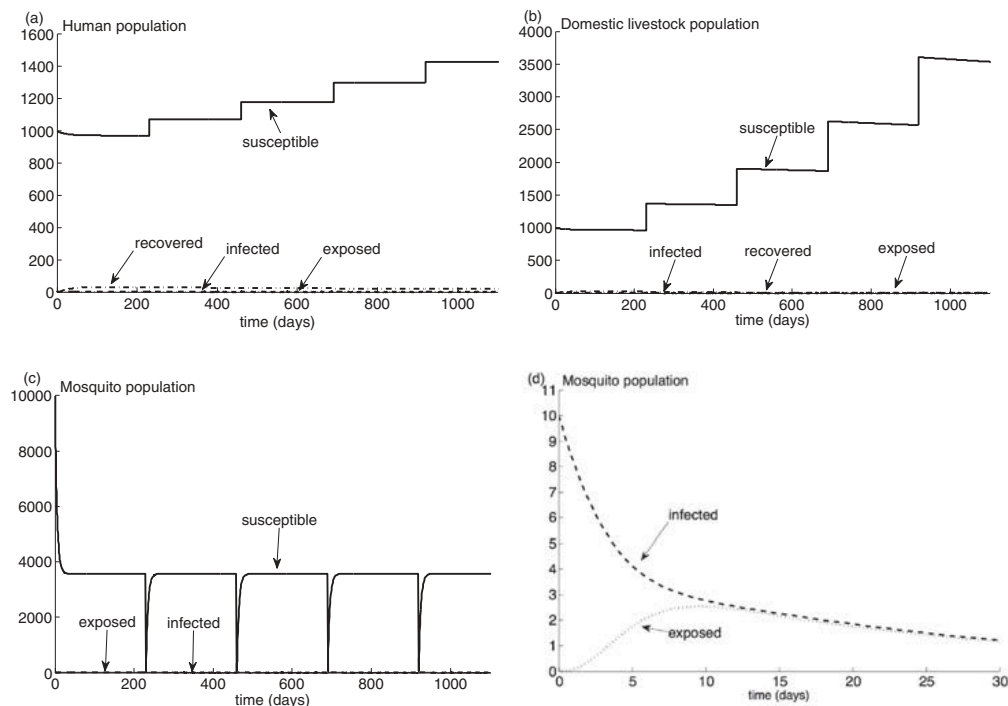 (a)
Human population
1600
1400
1200
1000
800
600
400
200
0
susceptible
recovered
infected
exposed
0 200 400 600 800 1000
time (days)
(b)
Domestic livestock population
4000
3500
3000
2500
2000
1500
1000
500
0
susceptible
infected
recovered
exposed
0 200 400 600 800 1000
time (days)
(c)
Mosquito population
10000
8000
6000
4000
2000
0
susceptible
exposed
infected
0 200 400 600 800 1000
time (days)
(d)
Mosquito population
11
10
9
8
7
6
5
4
3
2
1
0
infected
exposed
0 5 10 15 20 25 30
time (days)